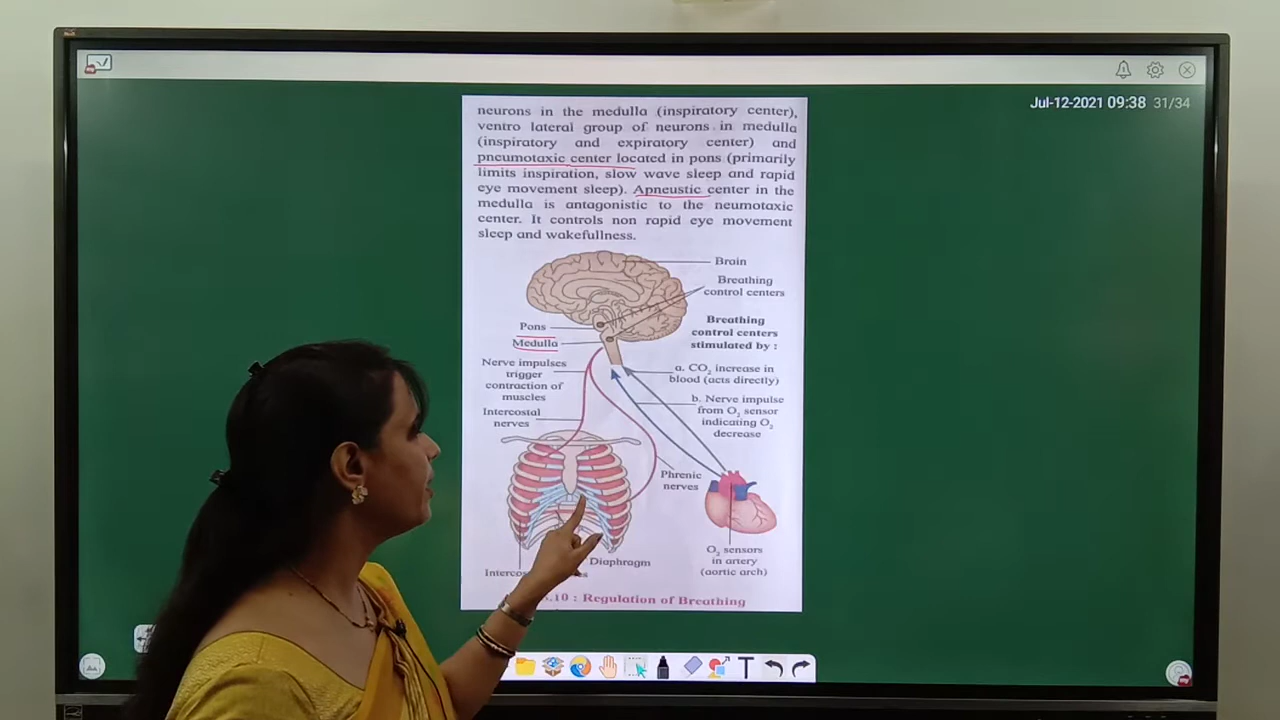 Jul-12-2021 09:38 31/34
neurons in the medulla (inspiratory center),
ventro lateral group of neurons in medulla
(inspiratory and expiratory center) and
pneumotaxic center located in pons (primarily
limits inspiration, slow wave sleep and rapid
eye movement sleep). Apneustic center in the
medulla is antagonistic to the neumotaxic
center. It controls non rapid eye movement
sleep and wakefullness.
Brain
Breathing
control centers
Pons
Medulla
Breathing
control centers
stimulated by :
Nerve impulses
trigger
contraction of
muscles
a. CO₂ increase in
blood (acts directly)
b. Nerve impulse
from O₂ sensor
indicating O₂
decrease
Intercostal
nerves
Phrenic
nerves
O₂ sensors
in artery
(aortic arch)
Diaphragm
.10 : Regulation of Breathing
T